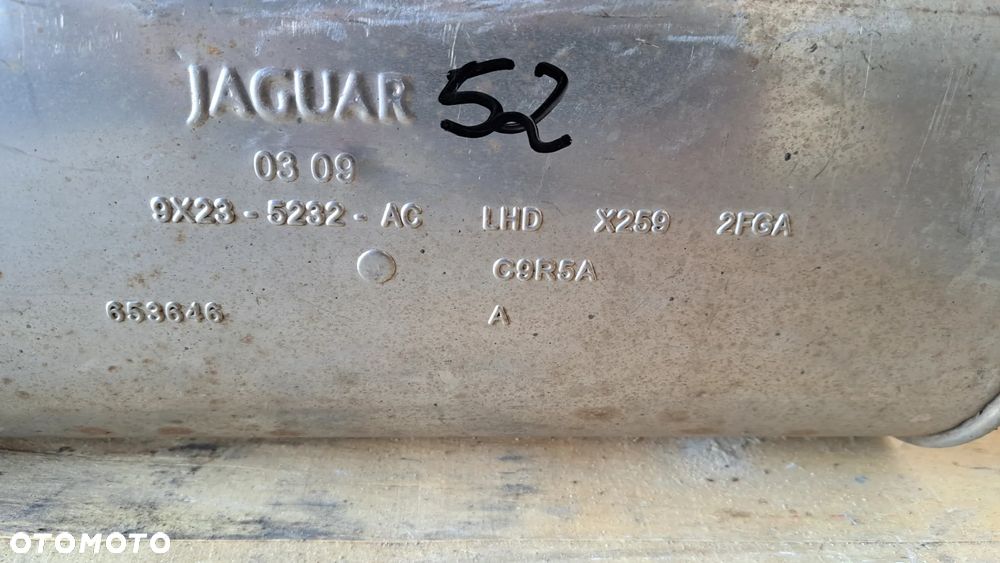 JAGUAR 52
03 09
9X23 - 5232 - AC LHD X259 2FGA
C9R5A
653646 A
OTOMOTO